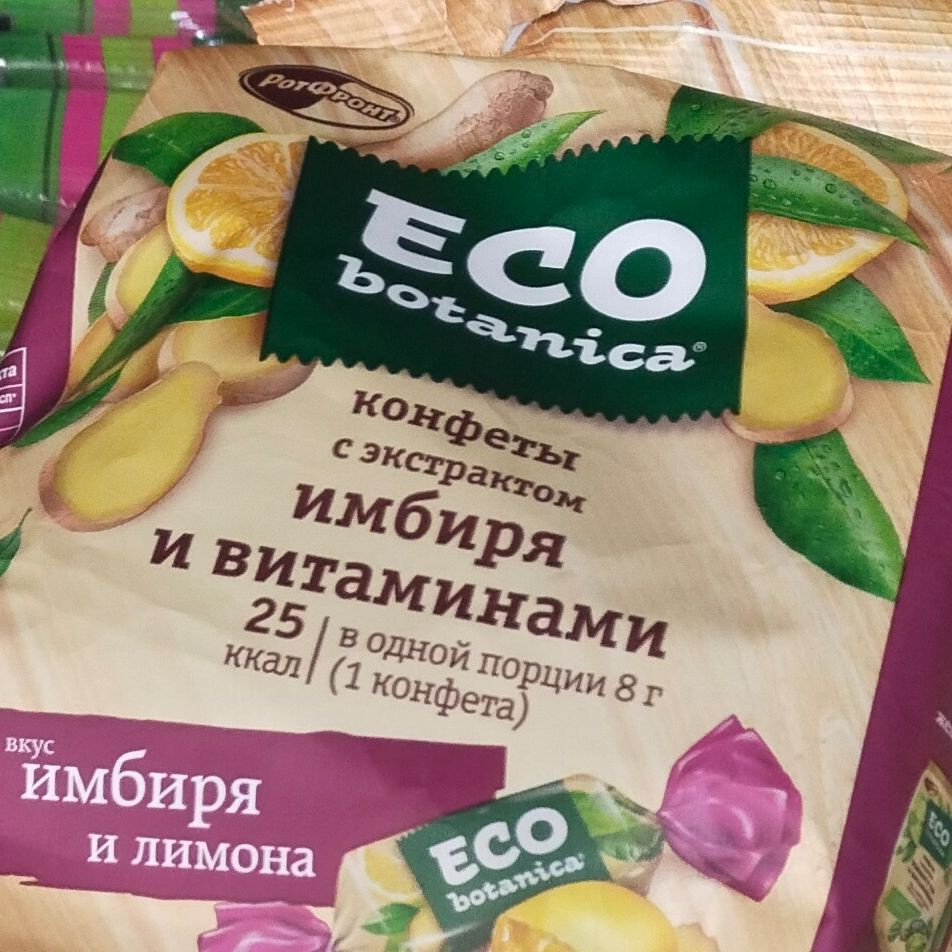 РотФронт
ECO
botanica®
конфеты
с экстрактом
имбиря
и витаминами
25
ккал
в одной порции 8 г
(1 конфета)
вкус
имбиря
и лимона
ECO
botanica